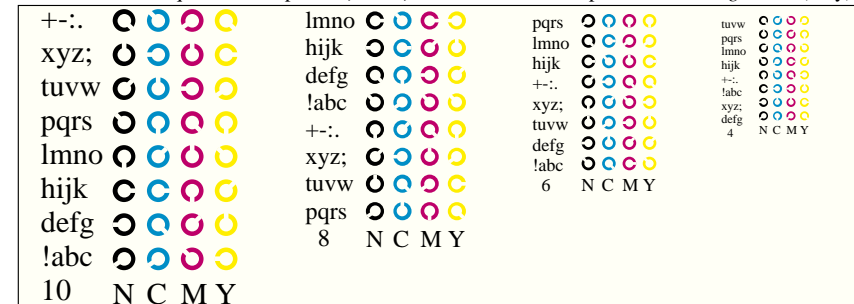 +-:.
xyz;
tuvw
pqrs
lmno
hijk
defg
!abc
10 N C M Y
lmno
hijk
defg
!abc
+-:.
xyz;
tuvw
pqrs
8 N C M Y
pqrs
lmno
hijk
+-:.
xyz;
tuvw
defg
!abc
6 N C M Y
tuvw
pqrs
lmno
hijk
+-:.
!abc
xyz;
defg
4 N C M Y